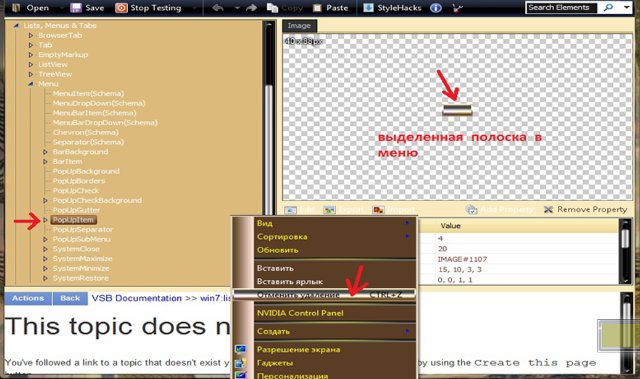 Open Save Stop Testing Copy Paste StyleHacks Search Elements
Lists, Menus & Tabs
BrowserTab
Tab
EmptyMarkup
ListView
TreeView
Menu
MenuItem(Schema)
MenuDropDown(Schema)
MenuBarItem(Schema)
MenuBarDropDown(Schema)
Chevron(Schema)
Separator(Schema)
BarBackground
BarItem
PopUpBackground
PopUpBorders
PopUpCheck
PopUpCheckBackground
PopUpGutter
PopUpItem
PopUpSeparator
PopUpSubMenu
SystemClose
SystemMaximize
SystemMinimize
SystemRestore
Image
выделенная полоска в
меню
Add Property Remove Property
Value
4
20
IMAGE#1107
15, 10, 3, 3
0, 0, 1, 1
Вид
Сортировка
Обновить
Вставить
Вставить ярлык
Отменить удаление CTRL+Z
NVIDIA Control Panel
Создать
Разрешение экрана
Гаджеты
Персонализация
Actions Back VSB Documentation >> win7:lis
This topic does n
You've followed a link to a topic that doesn't exist y
by using the Create this page
button